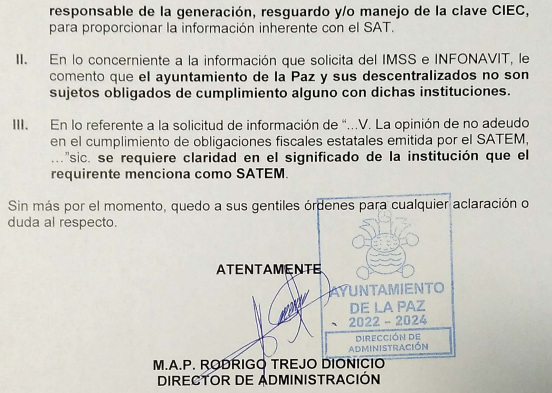 responsable de la generación, resguardo y/o manejo de la clave CIEC,
para proporcionar la información inherente con el SAT.
II. En lo concerniente a la información que solicita del IMSS e INFONAVIT, le
comento que el ayuntamiento de la Paz y sus descentralizados no son
sujetos obligados de cumplimiento alguno con dichas instituciones.
III. En lo referente a la solicitud de información de “...V. La opinión de no adeudo
en el cumplimiento de obligaciones fiscales estatales emitida por el SATEM,
...”sic. se requiere claridad en el significado de la institución que el
requirente menciona como SATEM.
Sin más por el momento, quedo a sus gentiles órdenes para cualquier aclaración o
duda al respecto.
ATENTAMENTE
AYUNTAMIENTO
DE LA PAZ
2022 – 2024
DIRECCIÓN DE
ADMINISTRACIÓN
M.A.P. RODRIGO TREJO DIONICIO
DIRECTOR DE ADMINISTRACIÓN